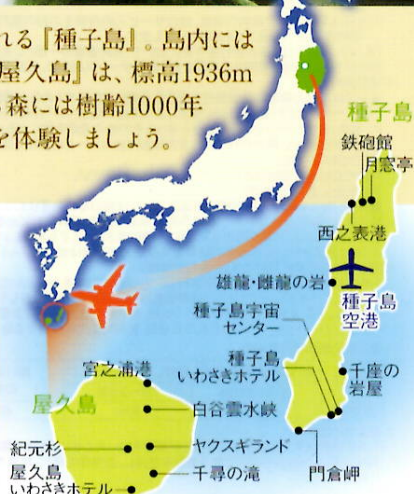 れる『種子島』。島内には
屋久島』は、標高1936m
森には樹齢1000年
を体験しましょう。
種子島
鉄砲館
月窓亭
西之表港
雄龍・雌龍の岩
種子島
空港
種子島宇宙
センター
種子島
いわさきホテル
千座の
岩屋
門倉岬
宮之浦港
屋久島
白谷雲水峡
紀元杉
ヤクスギランド
屋久島
いわさきホテル
千尋の滝